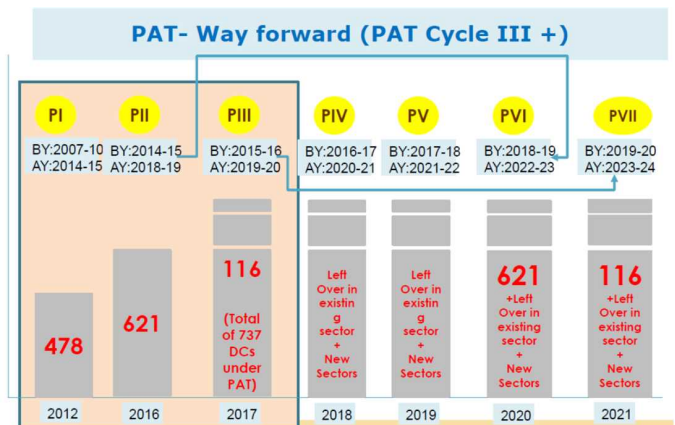 PAT- Way forward (PAT Cycle III +)
PI
PII
PIII
PIV
PV
PVI
PVII
BY:2007-10
AY:2014-15
BY:2014-15
AY:2018-19
BY:2015-16
AY:2019-20
BY:2016-17
AY:2020-21
BY:2017-18
AY:2021-22
BY:2018-19
AY:2022-23
BY:2019-20
AY:2023-24
478
621
116
(Total
of 737
DCs
under
PAT)
Left
Over in
existin
g
sector
+
New
Sectors
Left
Over in
existin
g
sector
+
New
Sectors
621
+Left
Over in
existing
sector
+
New
Sectors
116
+Left
Over in
existing
sector
+
New
Sectors
2012
2016
2017
2018
2019
2020
2021